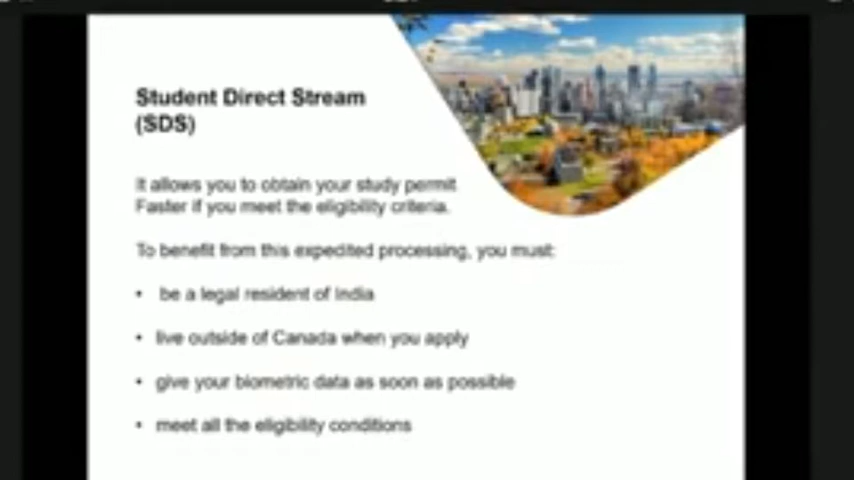 Student Direct Stream
(SDS)
It allows you to obtain your study permit
Faster if you meet the eligibility criteria.
To benefit from this expedited processing, you must:
• be a legal resident of India
• live outside of Canada when you apply
• give your biometric data as soon as possible
• meet all the eligibility conditions